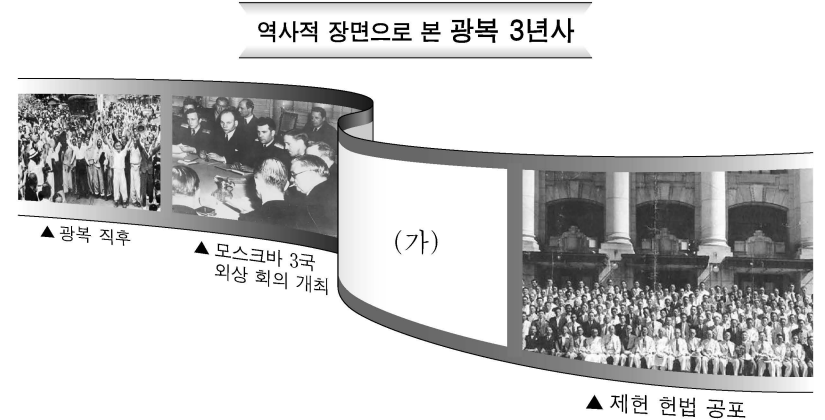 역사적 장면으로 본 광복 3년사
▲ 광복 직후
▲ 모스크바 3국
외상 회의 개최
(가)
▲ 제헌 헌법 공포